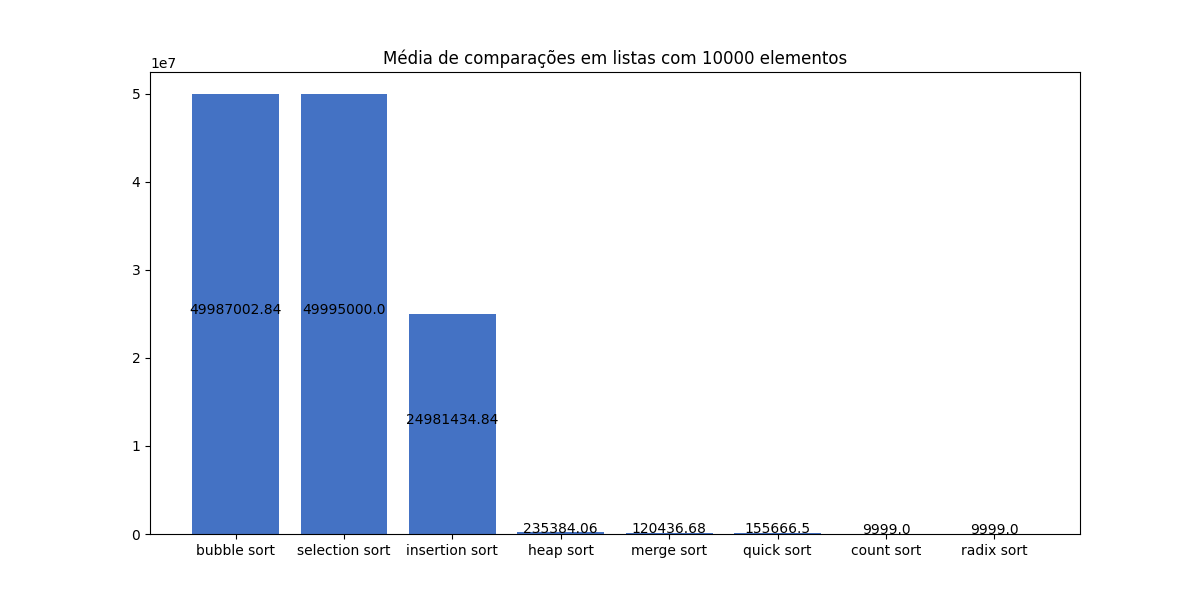 Média de comparações em listas com 10000 elementos
1e7
5
4
3
2
1
0
49987002.84
49995000.0
24981434.84
235384.06
120436.68
155666.5
9999.0
9999.0
bubble sort
selection sort
insertion sort
heap sort
merge sort
quick sort
count sort
radix sort